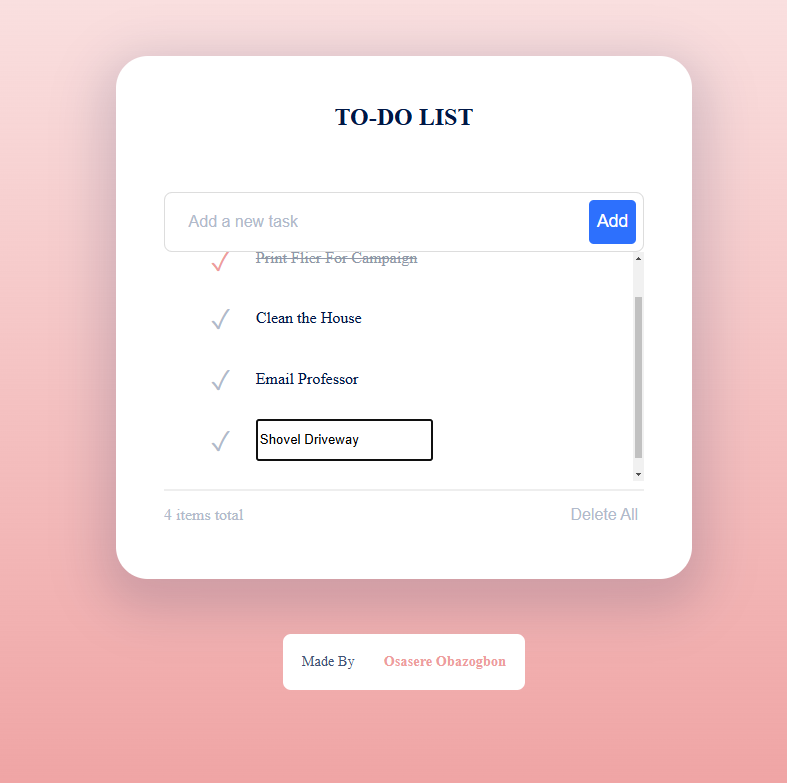 TO-DO LIST
Add a new task
Add
Print Flier For Campaign
Clean the House
Email Professor
Shovel Driveway
4 items total
Delete All
Made By Osasere Obazogbon